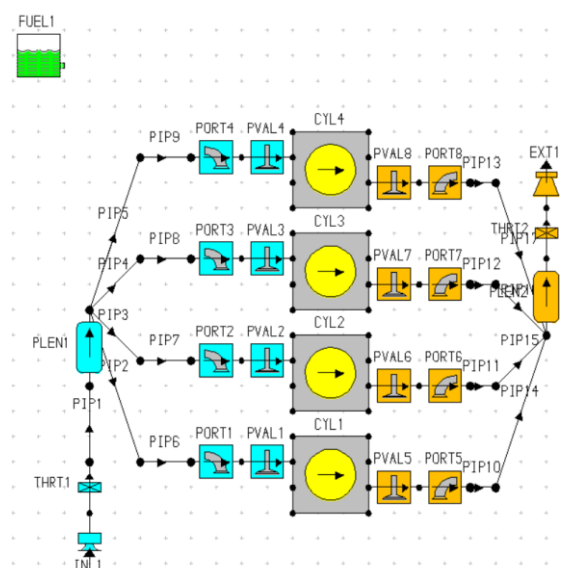 FUEL1
CYL4
PORT4 PVAL4
PIP9
PVAL8 PORT8
PIP13
EXT1
PIP5
CYL3
PORT3 PVAL3
PIP8
THRT2
PIP4
PVAL7 PORT7
PIP12
PIP3
CYL2
PLEN1
PORT2 PVAL2
PIP7
PIP15
PIP2
PVAL6 PORT6
PIP11
PIP14
PIP1
CYL1
PORT1 PVAL1
PIP6
PVAL5 PORT5
PIP10
THRT1